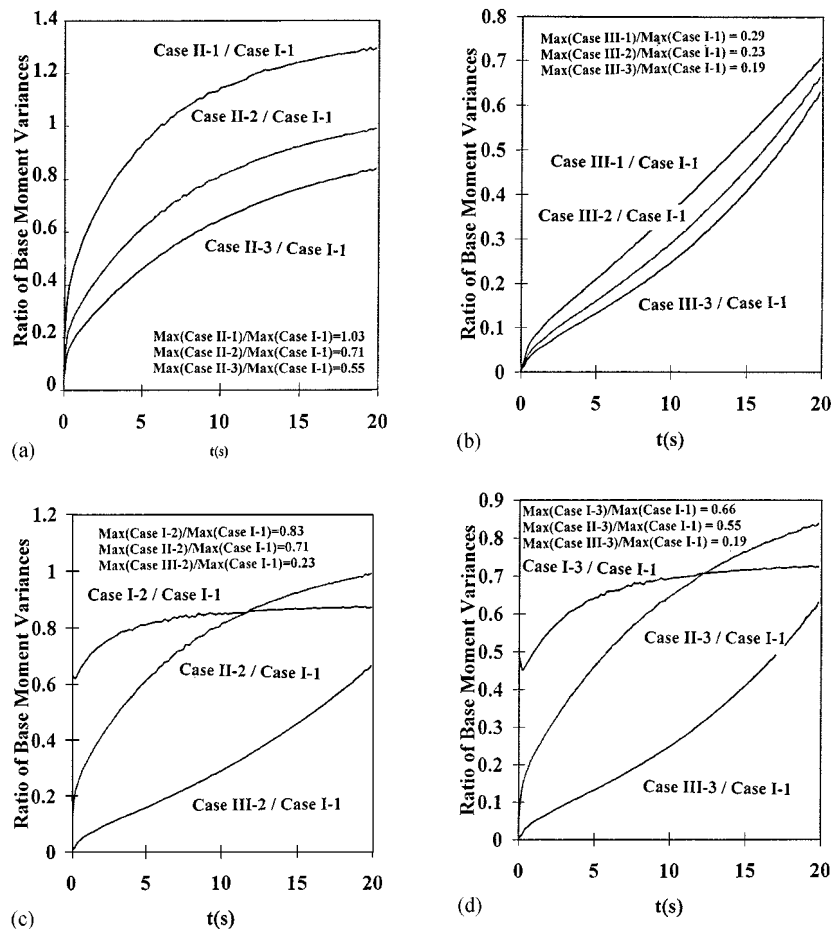 Ratio of Base Moment Variances
1.4
1.2
1
0.8
0.6
0.4
0.2
0
Case II-1 / Case I-1
Case II-2 / Case I-1
Case II-3 / Case I-1
Max(Case II-1)/Max(Case I-1)=1.03
Max(Case II-2)/Max(Case I-1)=0.71
Max(Case II-3)/Max(Case I-1)=0.55
0 5 10 15 20
t(s)
(a)
Ratio of Base Moment Variances
0.8
0.7
0.6
0.5
0.4
0.3
0.2
0.1
0
Max(Case III-1)/Max(Case I-1) = 0.29
Max(Case III-2)/Max(Case I-1) = 0.23
Max(Case III-3)/Max(Case I-1) = 0.19
Case III-1 / Case I-1
Case III-2 / Case I-1
Case III-3 / Case I-1
0 5 10 15 20
t(s)
(b)
Ratio of Base Moment Variances
1.2
1
0.8
0.6
0.4
0.2
0
Max(Case I-2)/Max(Case I-1)=0.83
Max(Case II-2)/Max(Case I-1)=0.71
Max(Case III-2)/Max(Case I-1)=0.23
Case I-2 / Case I-1
Case II-2 / Case I-1
Case III-2 / Case I-1
0 5 10 15 20
t(s)
(c)
Ratio of Base Moment Variances
0.9
0.8
0.7
0.6
0.5
0.4
0.3
0.2
0.1
0
Max(Case I-3)/Max(Case I-1) = 0.66
Max(Case II-3)/Max(Case I-1) = 0.55
Max(Case III-3)/Max(Case I-1) = 0.19
Case I-3 / Case I-1
Case II-3 / Case I-1
Case III-3 / Case I-1
0 5 10 15 20
t(s)
(d)